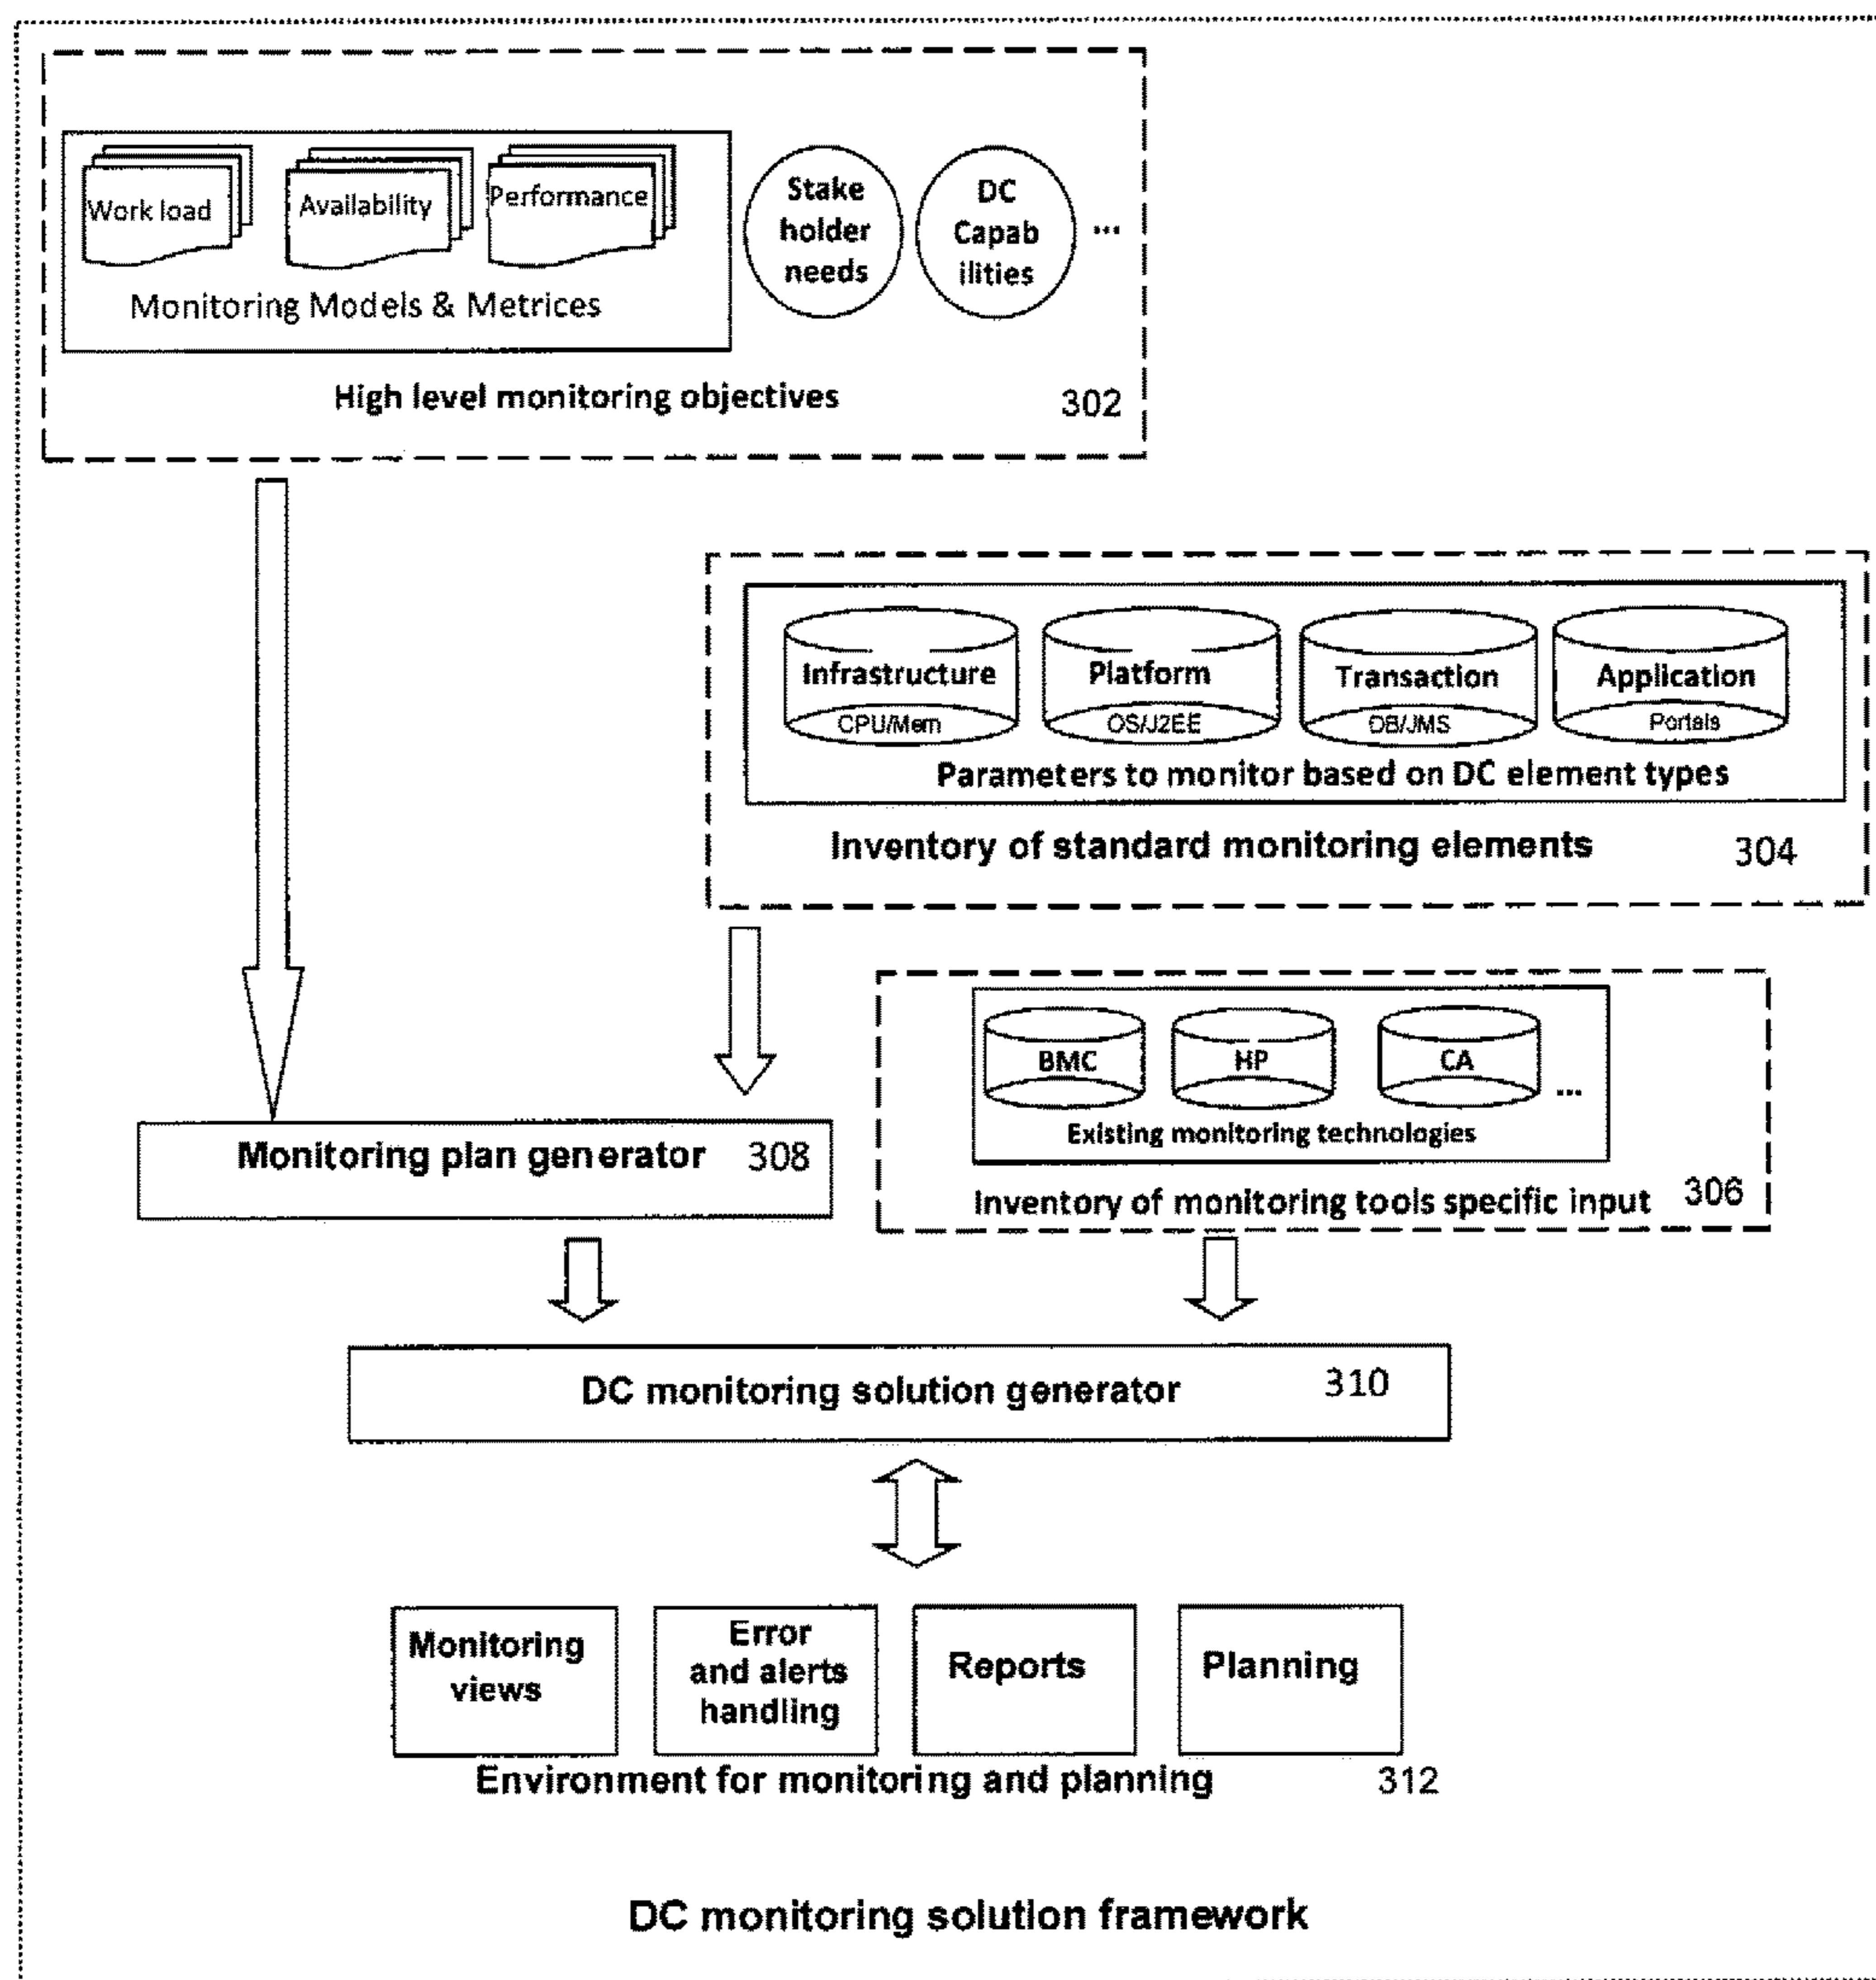 Work load
Availability
Performance
Monitoring Models & Metrices
Stake
holder
needs
DC
Capab
ilities
...
High level monitoring objectives 302
Infrastructure
CPU/Mem
Platform
OS/J2EE
Transaction
DB/JMS
Application
Portals
Parameters to monitor based on DC element types
Inventory of standard monitoring elements 304
BMC
HP
CA
...
Existing monitoring technologies
Inventory of monitoring tools specific input 306
Monitoring plan generator 308
DC monitoring solution generator 310
Monitoring
views
Error
and alerts
handling
Reports
Planning
Environment for monitoring and planning 312
DC monitoring solution framework